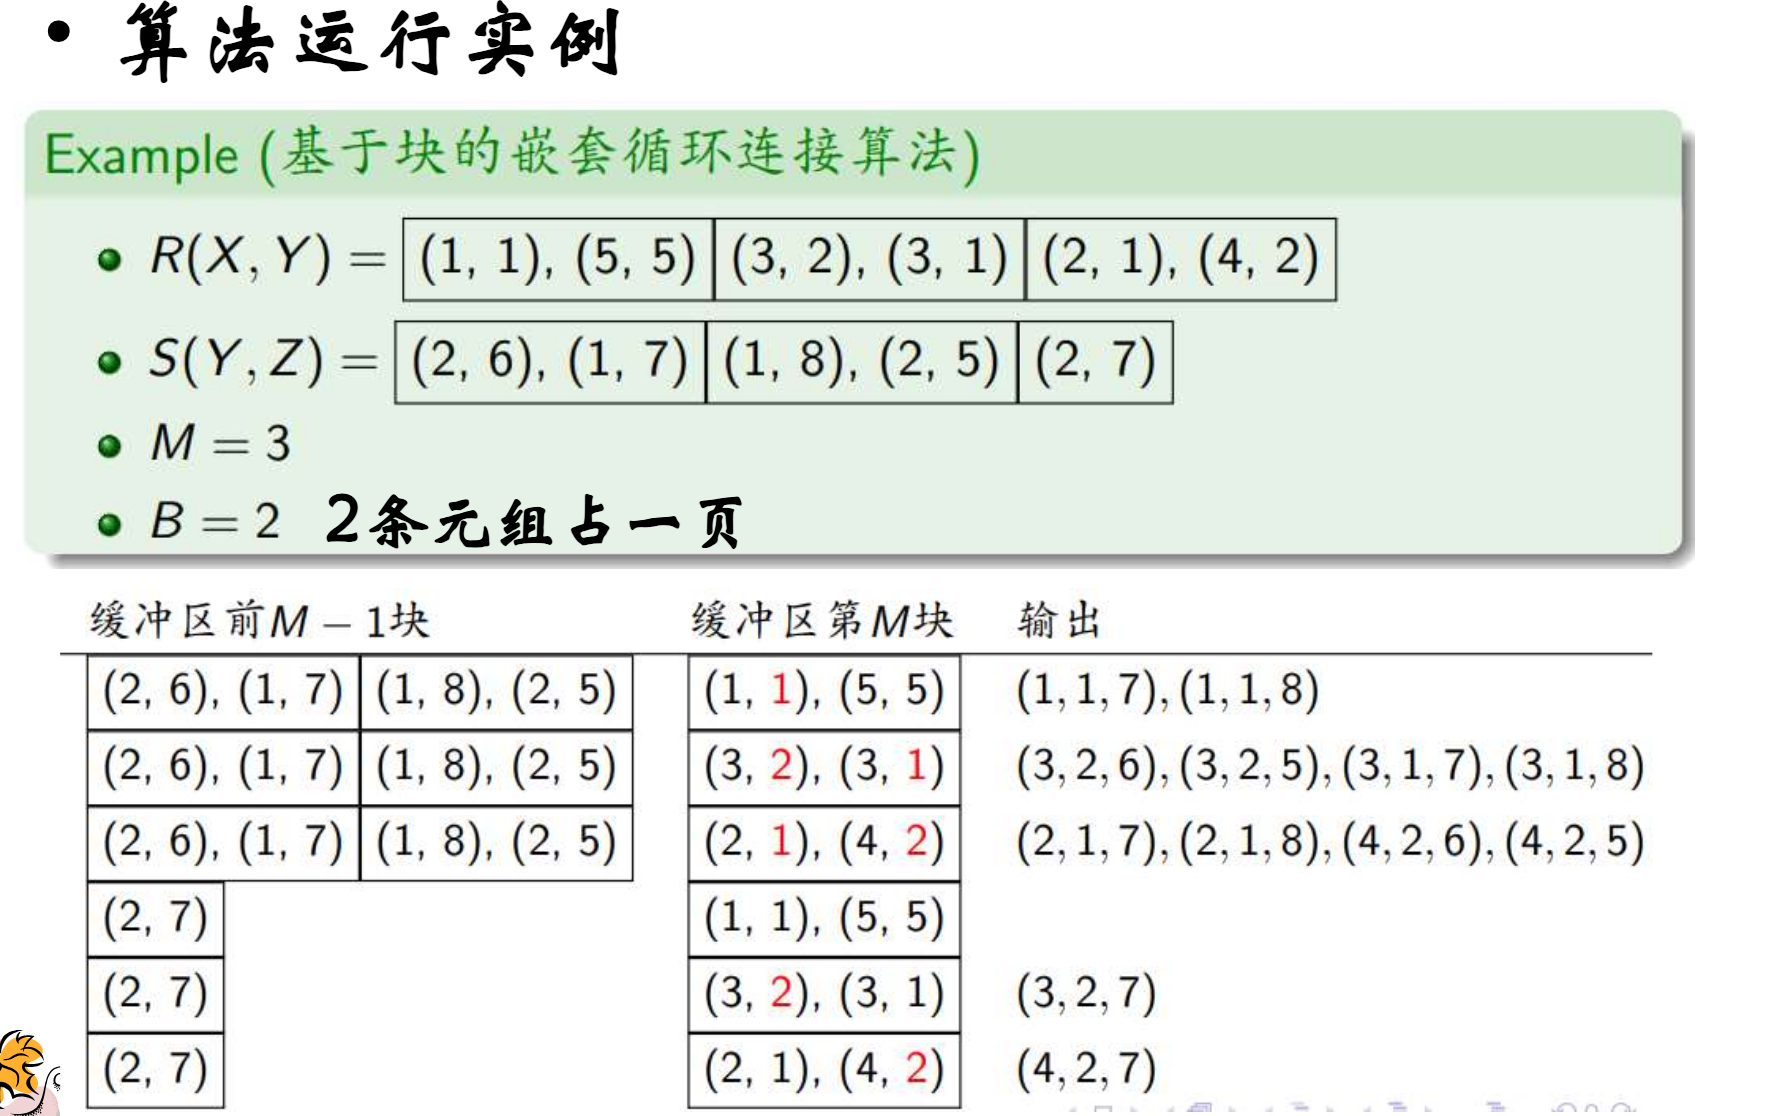 • 算法运行实例
Example (基于块的嵌套循环连接算法)
R(X, Y) = (1, 1), (5, 5) (3, 2), (3, 1) (2, 1), (4, 2)
S(Y, Z) = (2, 6), (1, 7) (1, 8), (2, 5) (2, 7)
M = 3
B = 2 2条元组占一页
缓冲区前M − 1块 缓冲区第M块 输出
(2, 6), (1, 7) (1, 8), (2, 5) (1, 1), (5, 5) (1, 1, 7), (1, 1, 8)
(2, 6), (1, 7) (1, 8), (2, 5) (3, 2), (3, 1) (3, 2, 6), (3, 2, 5), (3, 1, 7), (3, 1, 8)
(2, 6), (1, 7) (1, 8), (2, 5) (2, 1), (4, 2) (2, 1, 7), (2, 1, 8), (4, 2, 6), (4, 2, 5)
(2, 7) (1, 1), (5, 5)
(2, 7) (3, 2), (3, 1) (3, 2, 7)
(2, 7) (2, 1), (4, 2) (4, 2, 7)